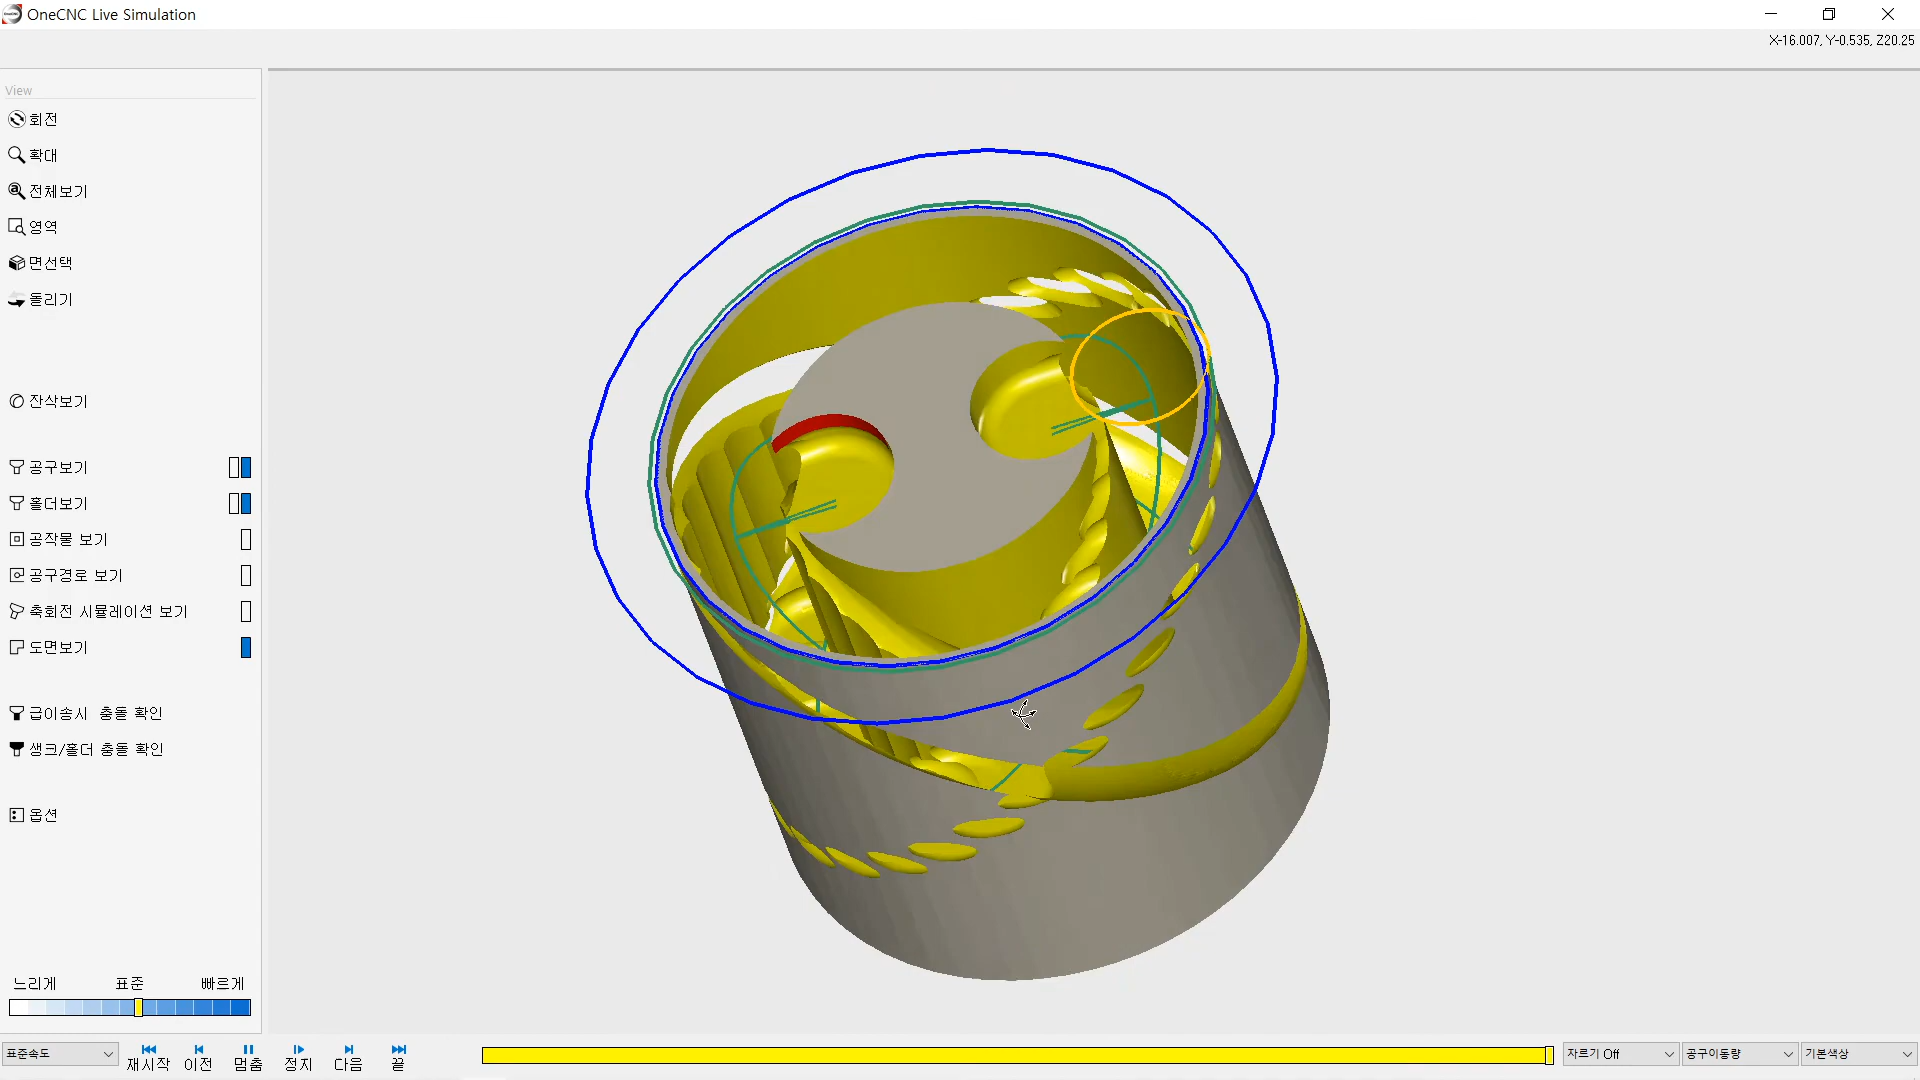 OneCNC Live Simulation
X-16.007, Y-0.535, Z20.25
View
회전
확대
전체보기
영역
면선택
돌리기
잔삭보기
공구보기
홀더보기
공작물 보기
공구경로 보기
축회전 시뮬레이션 보기
도면보기
급이송시 충돌 확인
생크/홀더 충돌 확인
옵션
느리게 표준 빠르게
표준속도
재시작 이전 멈춤 정지 다음 끝
자르기 Off
공구이동량
기본색상